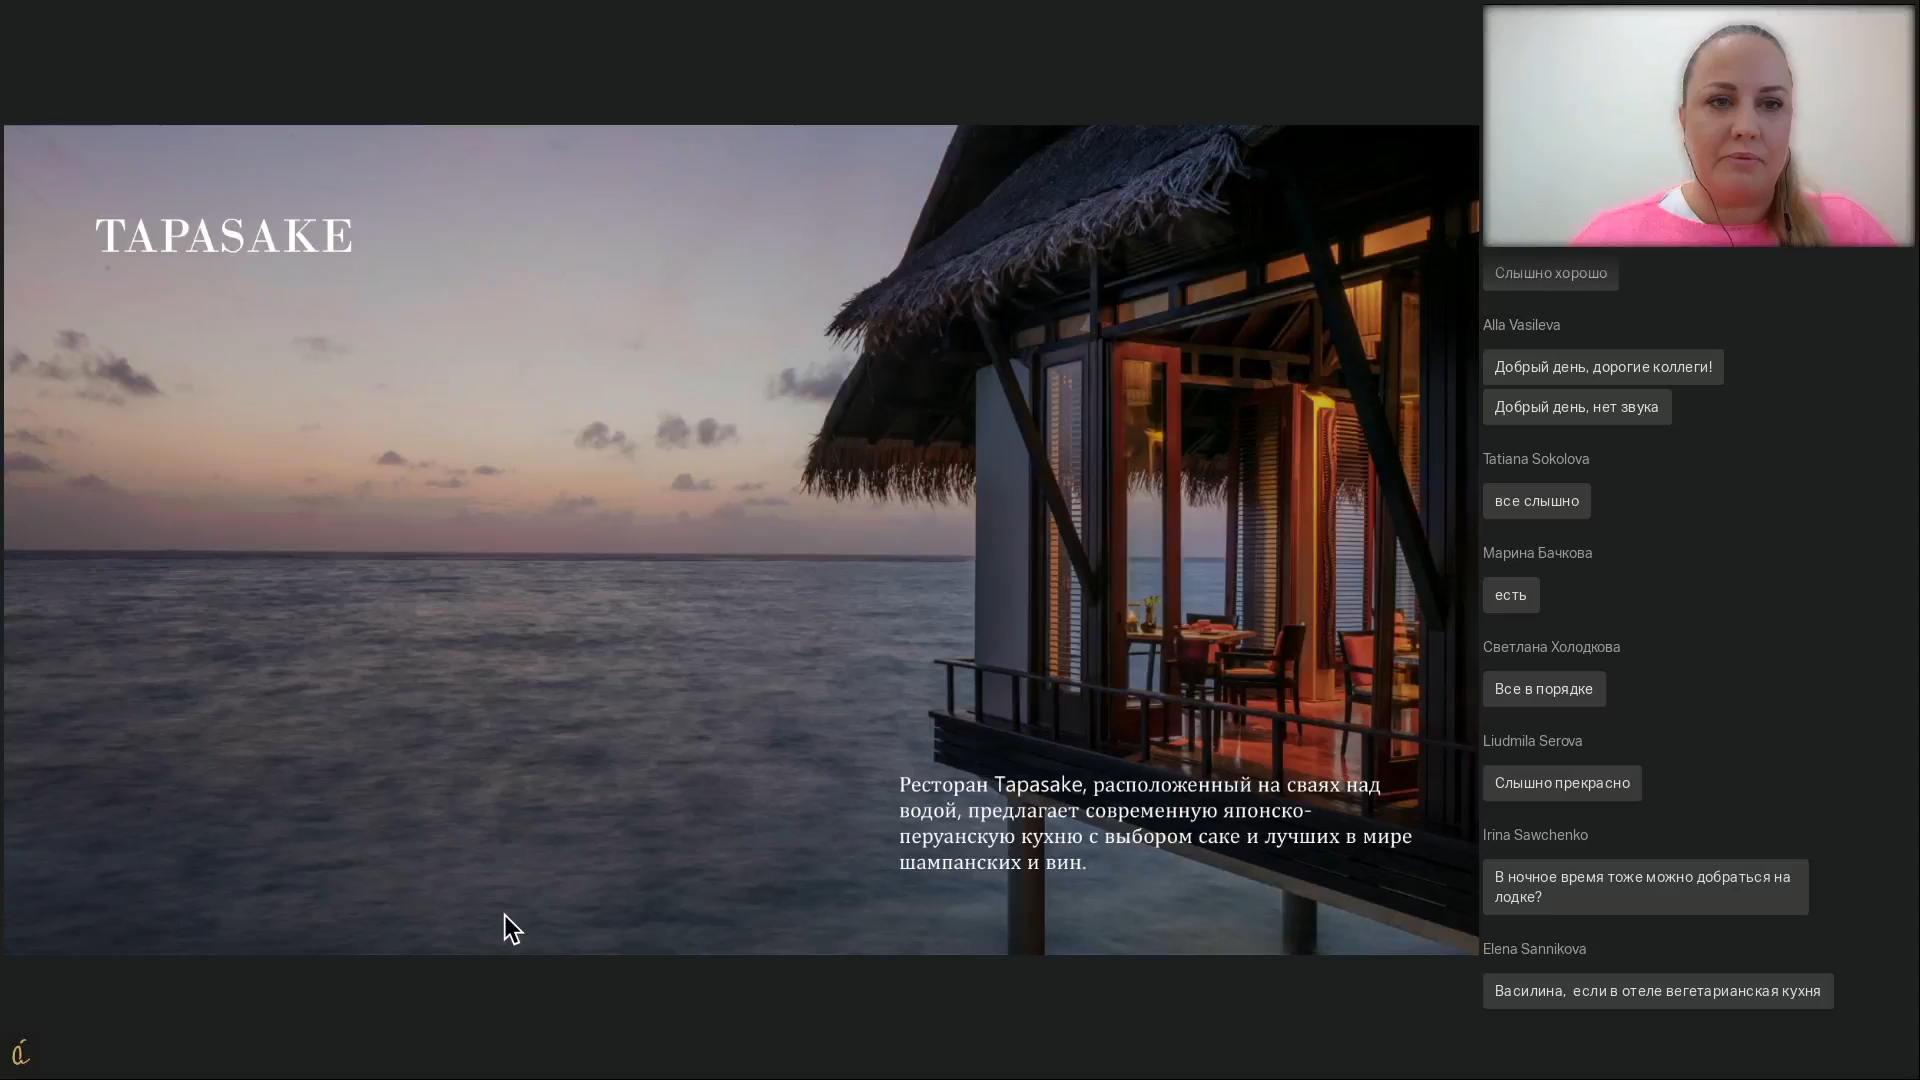 TAPASAKE
Ресторан Tapasake, расположенный на сваях над
водой, предлагает современную японско-
перуанскую кухню с выбором саке и лучших в мире
шампанских и вин.
Слышно хорошо
Alla Vasileva
Добрый день, дорогие коллеги!
Добрый день, нет звука
Tatiana Sokolova
все слышно
Марина Бачкова
есть
Светлана Холодкова
Все в порядке
Liudmila Serova
Слышно прекрасно
Irina Sawchenko
В ночное время тоже можно добраться на
лодке?
Elena Sannikova
Василина,  если в отеле вегетарианская кухня
á